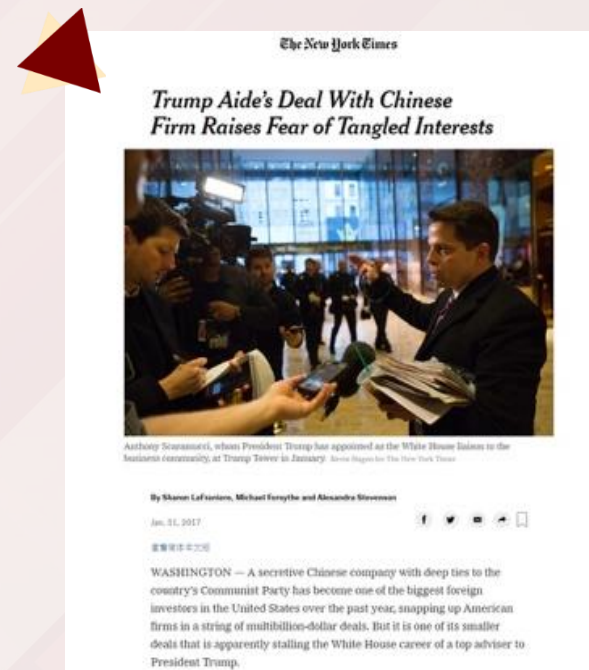 The New York Times
Trump Aide's Deal With Chinese
Firm Raises Fear of Tangled Interests
Anthony Scaramucci, whom President Trump has appointed as the White House liaison to the
business community, at Trump Tower in January. for The New York Times
By Sharon LaFraniere, Michael Forsythe and Alexandra Stevenson
Jan. 31, 2017
WASHINGTON — A secretive Chinese company with deep ties to the
country's Communist Party has become one of the biggest foreign
investors in the United States over the past year, snapping up American
firms in a string of multibillion-dollar deals. But it is one of its smaller
deals that is apparently stalling the White House career of a top adviser to
President Trump.